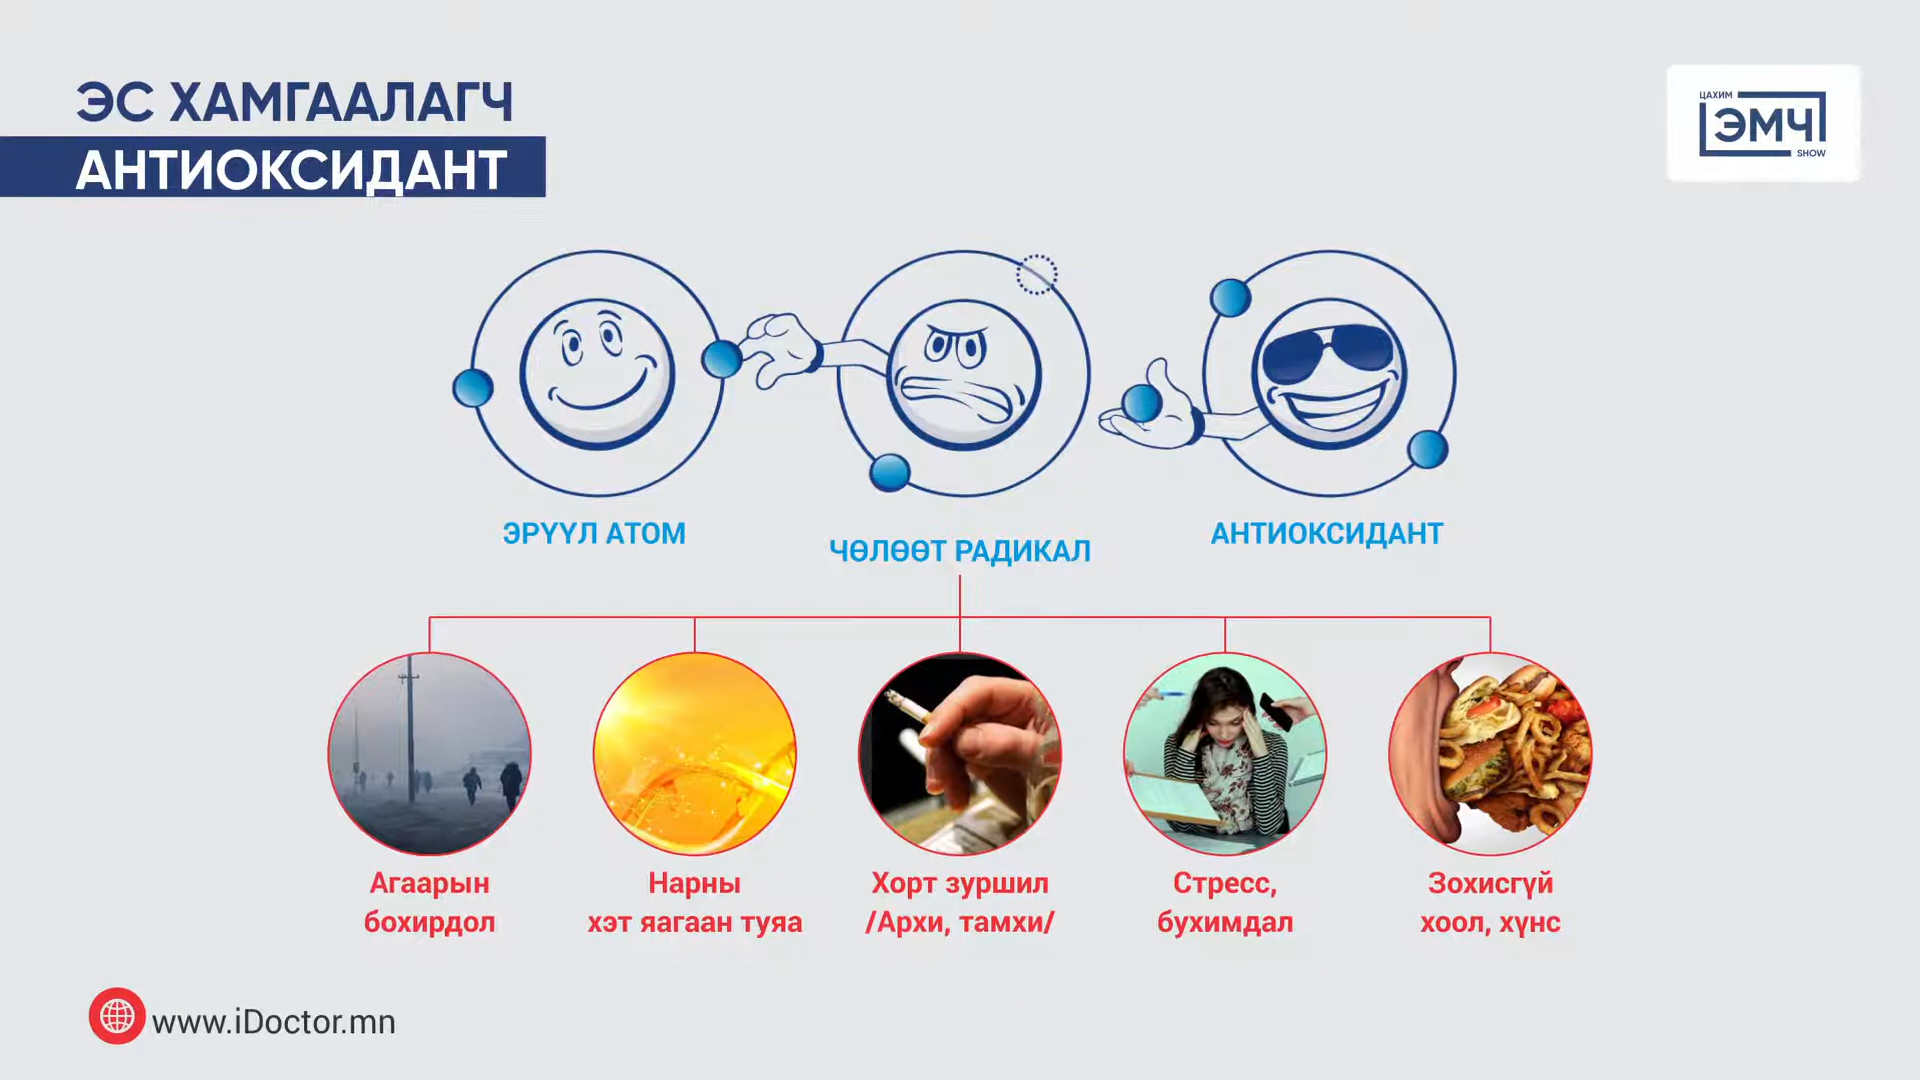 ЭС ХАМГААЛАГЧ
АНТИОКСИДАНТ
ЦАХИМ
ЭМЧ
SHOW
ЭРҮҮЛ АТОМ
ЧӨЛӨӨТ РАДИКАЛ
АНТИОКСИДАНТ
Агаарын
бохирдол
Нарны
хэт ягаан туяа
Хорт зуршил
/Архи, тамхи/
Стресс,
бухимдал
Зохисгүй
хоол, хүнс
www.iDoctor.mn